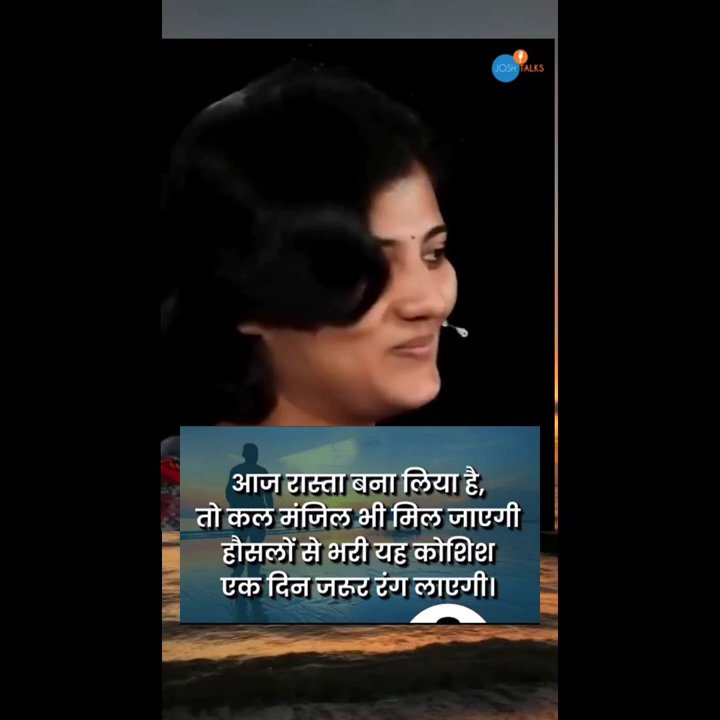 JOSH TALKS
आज रास्ता बना लिया है,
तो कल मंजिल भी मिल जाएगी
हौसलों से भरी यह कोशिश
एक दिन जरूर रंग लाएगी।